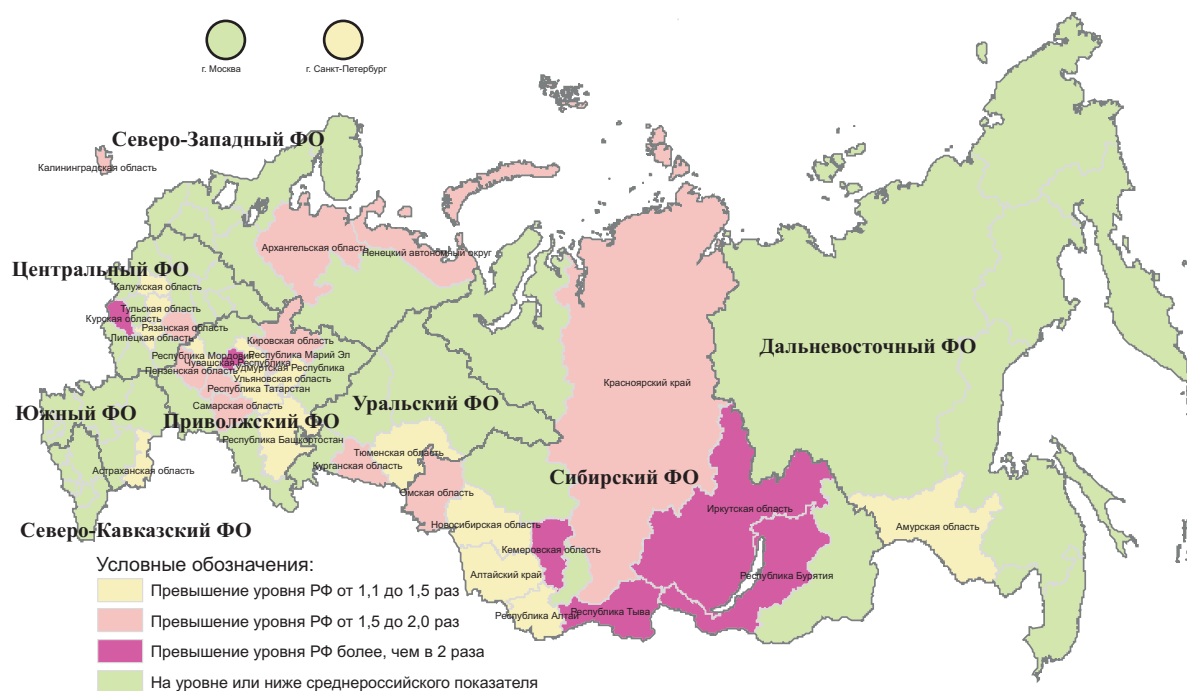 г. Москва
г. Санкт-Петербург
Северо-Западный ФО
Калининградская область
Архангельская область
Ненецкий автономный округ
Центральный ФО
Калужская область
Тульская область
Курская область
Рязанская область
Липецкая область
Кировская область
Республика Мордовия
Республика Марий Эл
Чувашская Республика
Удмуртская Республика
Пензенская область
Ульяновская область
Республика Татарстан
Дальневосточный ФО
Красноярский край
Самарская область
Южный ФО
Приволжский ФО
Уральский ФО
Республика Башкортостан
Тюменская область
Курганская область
Астраханская область
Сибирский ФО
Омская область
Иркутская область
Северо-Кавказский ФО
Новосибирская область
Амурская область
Кемеровская область
Условные обозначения:
Алтайский край
Республика Бурятия
Превышение уровня РФ от 1,1 до 1,5 раз
Республика Алтай
Республика Тыва
Превышение уровня РФ от 1,5 до 2,0 раз
Превышение уровня РФ более, чем в 2 раза
На уровне или ниже среднероссийского показателя